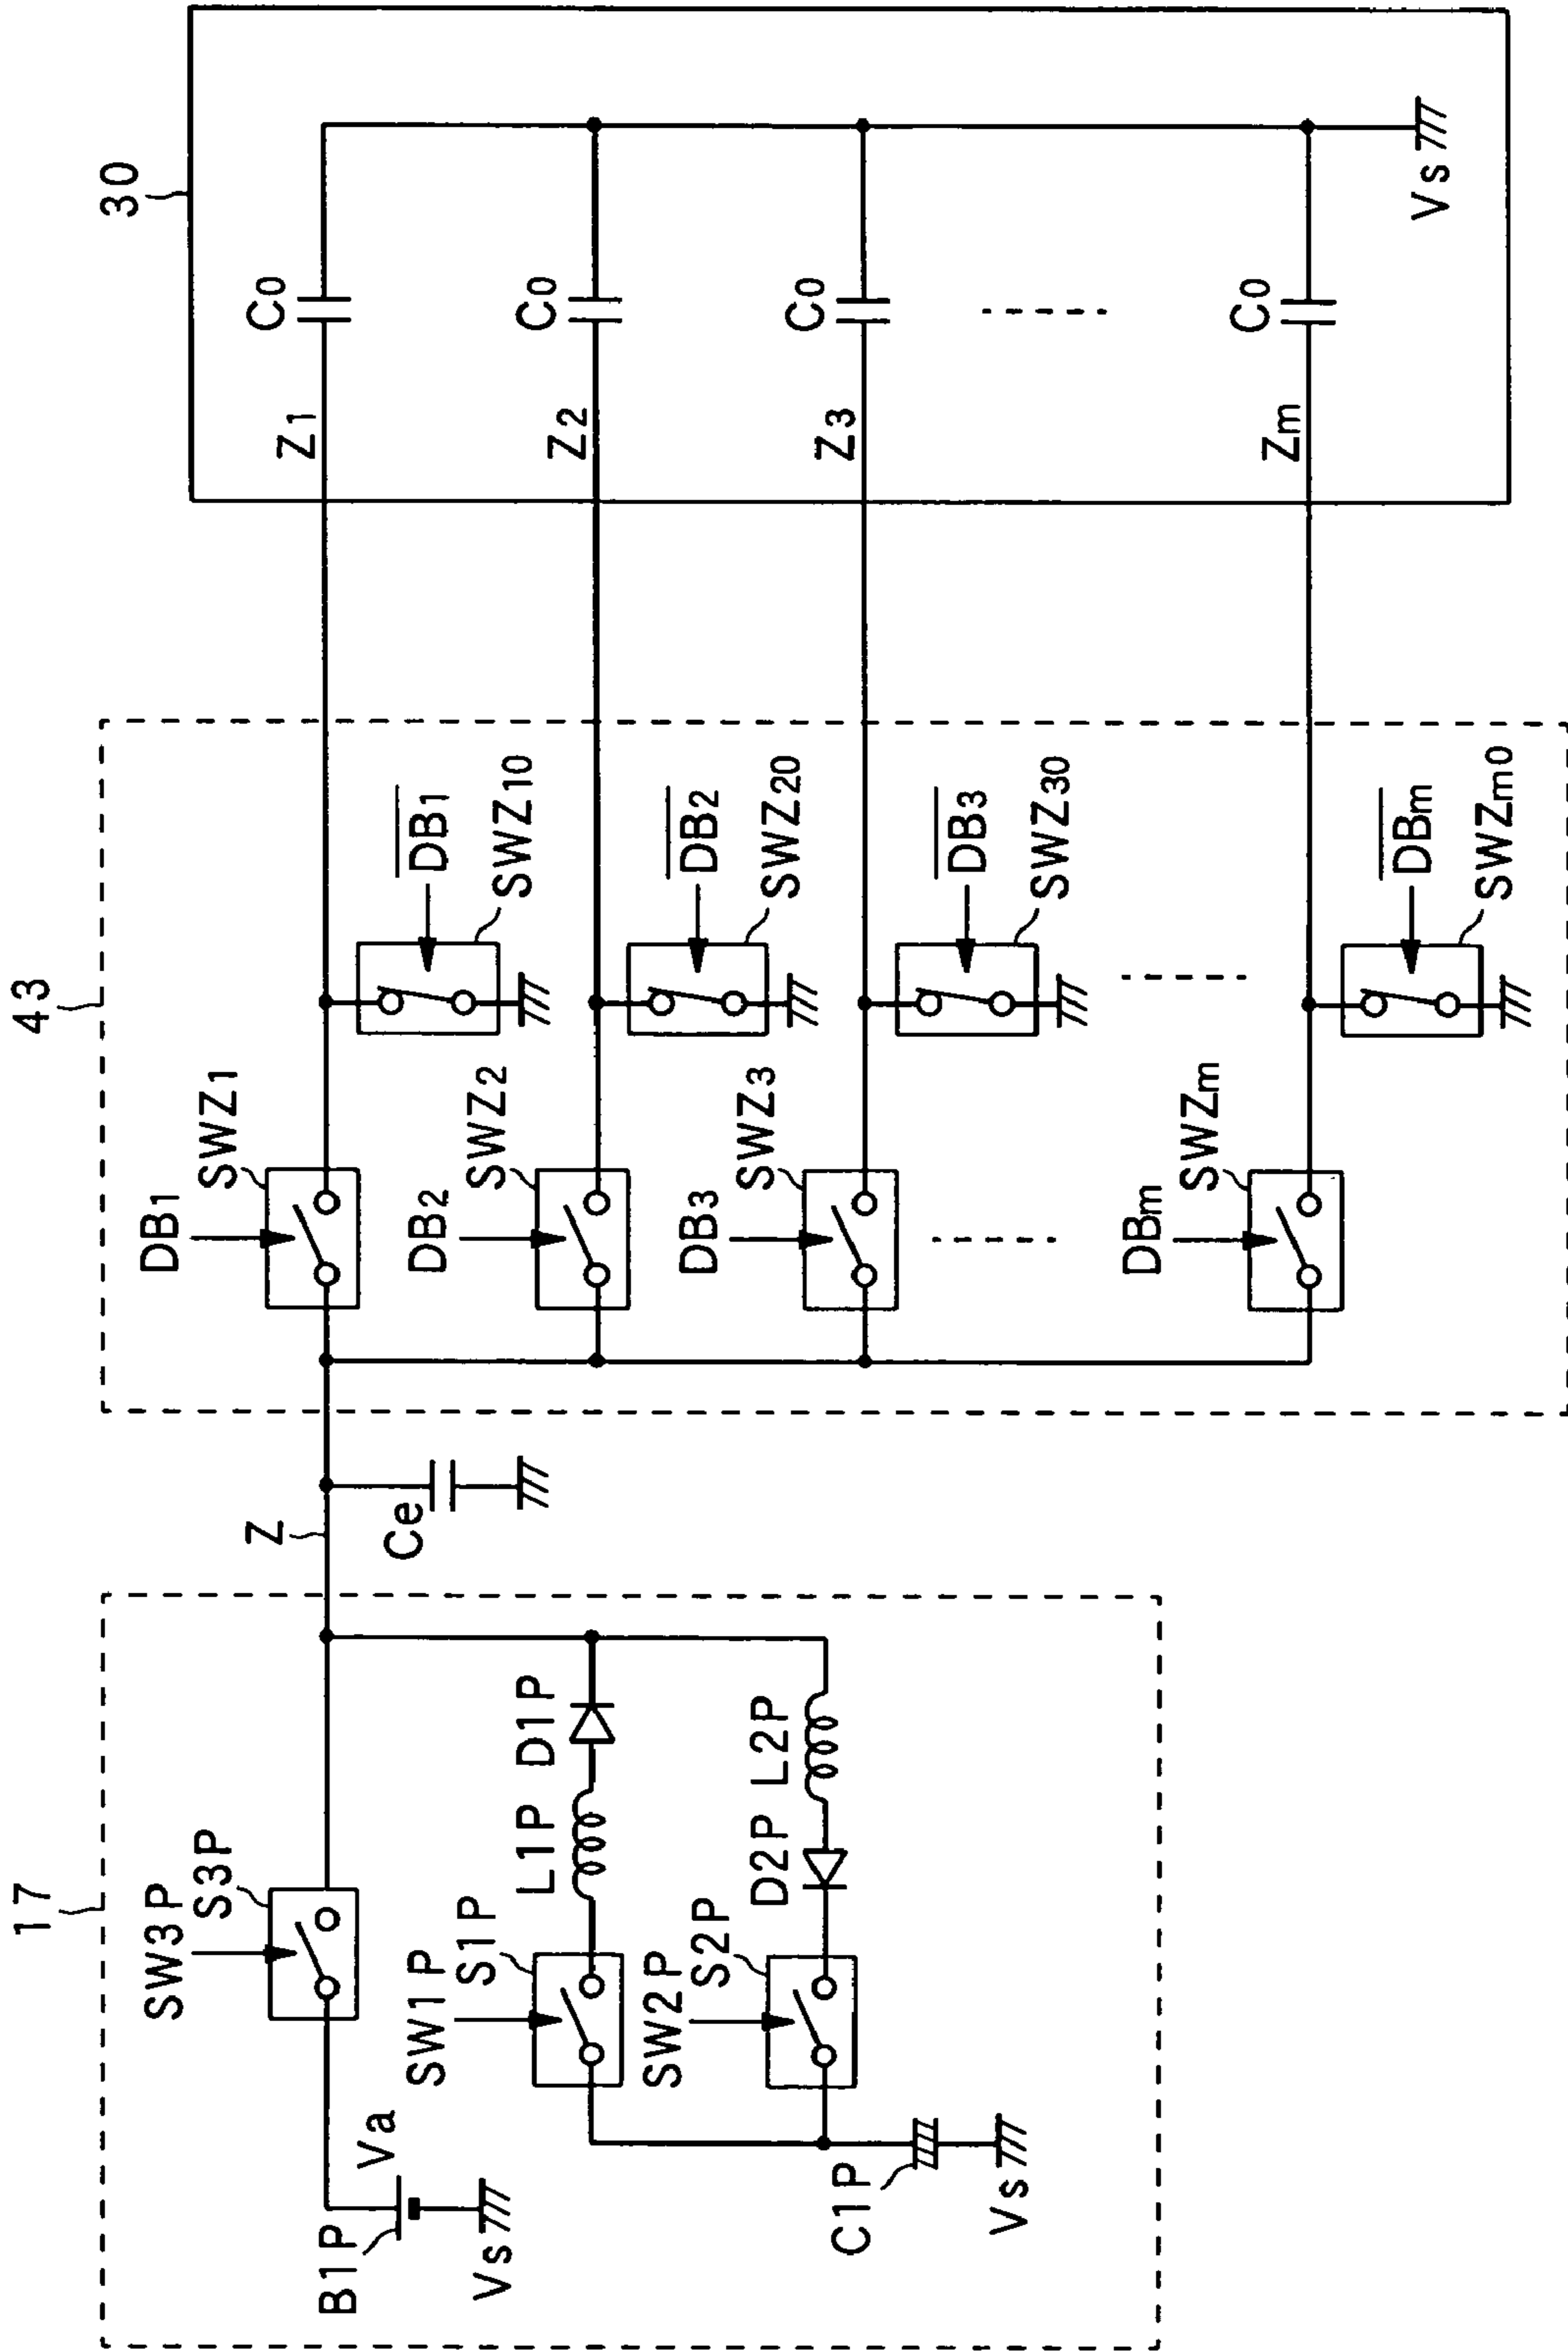 17
43
30
SW3P
S3P
B1P
Va
Vs
SW1P
S1P
L1P
D1P
SW2P
S2P
D2P
L2P
C1P
Vs
Z
Ce
DB1
SWZ1
DB1
SWZ10
DB2
SWZ2
DB2
SWZ20
DB3
SWZ3
DB3
SWZ30
DBm
SWZm
DBm
SWZm0
Z1
C0
Z2
C0
Z3
C0
Zm
C0
Vs